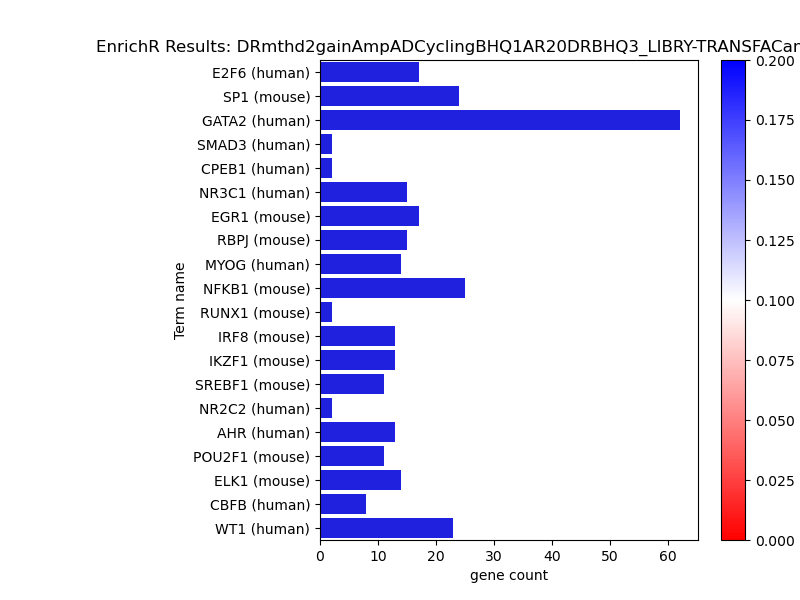 EnrichR Results: DRmthd2gainAmpADCyclingBHQ1AR20DRBHQ3_LIBRY-TRANSFACan
E2F6 (human)
SP1 (mouse)
GATA2 (human)
SMAD3 (human)
CPEB1 (human)
NR3C1 (human)
EGR1 (mouse)
RBPJ (mouse)
MYOG (human)
NFKB1 (mouse)
RUNX1 (mouse)
IRF8 (mouse)
IKZF1 (mouse)
SREBF1 (mouse)
NR2C2 (human)
AHR (human)
POU2F1 (mouse)
ELK1 (mouse)
CBFB (human)
WT1 (human)
Term name
0 10 20 30 40 50 60
gene count
0.200
0.175
0.150
0.125
0.100
0.075
0.050
0.025
0.000